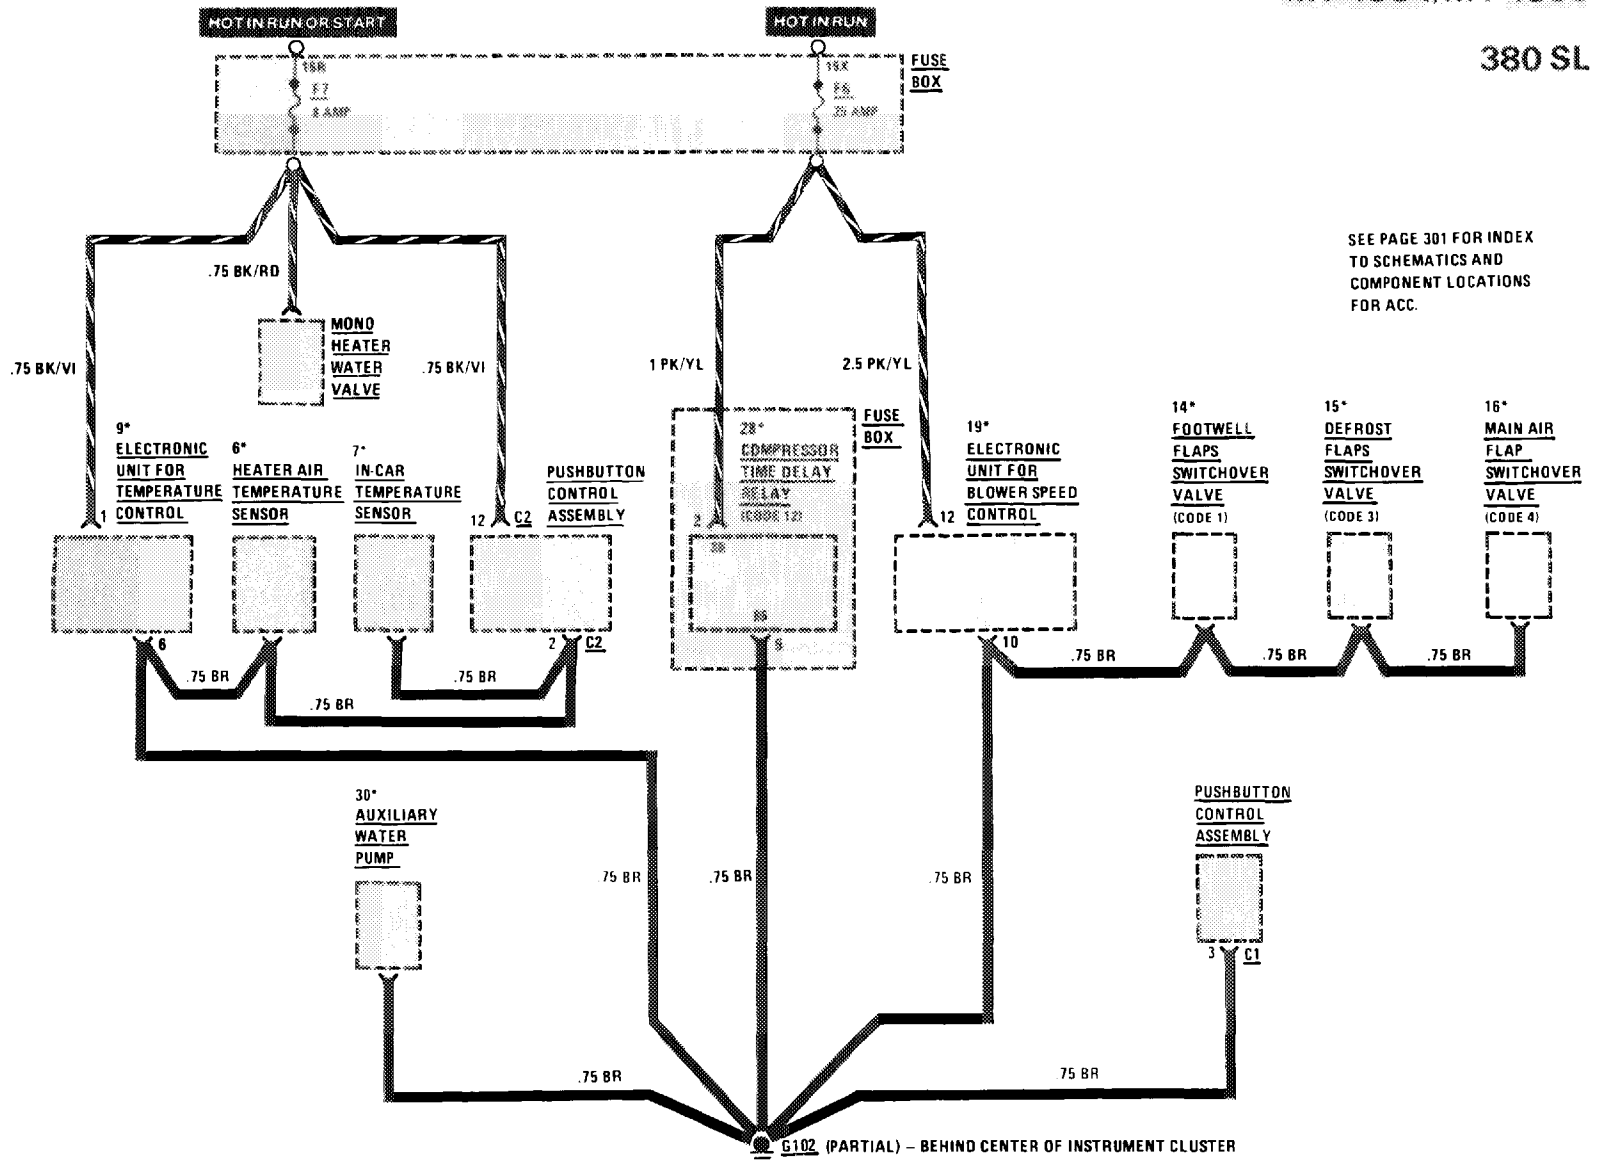 380 SL
HOT IN RUN OR START
HOT IN RUN
FUSE
BOX
15R
F7
8 AMP
15X
F6
25 AMP
SEE PAGE 301 FOR INDEX
TO SCHEMATICS AND
COMPONENT LOCATIONS
FOR ACC.
.75 BK/RD
MONO
HEATER
WATER
VALVE
.75 BK/VI
.75 BK/VI
1 PK/YL
2.5 PK/YL
9*
ELECTRONIC
UNIT FOR
TEMPERATURE
CONTROL
1
6*
HEATER AIR
TEMPERATURE
SENSOR
7*
IN-CAR
TEMPERATURE
SENSOR
PUSHBUTTON
CONTROL
ASSEMBLY
12 C2
FUSE
BOX
28*
COMPRESSOR
TIME DELAY
RELAY
(CODE 12)
2
19*
ELECTRONIC
UNIT FOR
BLOWER SPEED
CONTROL
12
14*
FOOTWELL
FLAPS
SWITCHOVER
VALVE
(CODE 1)
15*
DEFROST
FLAPS
SWITCHOVER
VALVE
(CODE 3)
16*
MAIN AIR
FLAP
SWITCHOVER
VALVE
(CODE 4)
6
2 C2
5
10
.75 BR
.75 BR
.75 BR
.75 BR
.75 BR
.75 BR
30*
AUXILIARY
WATER
PUMP
PUSHBUTTON
CONTROL
ASSEMBLY
.75 BR
.75 BR
.75 BR
3 C1
.75 BR
.75 BR
G102 (PARTIAL) – BEHIND CENTER OF INSTRUMENT CLUSTER